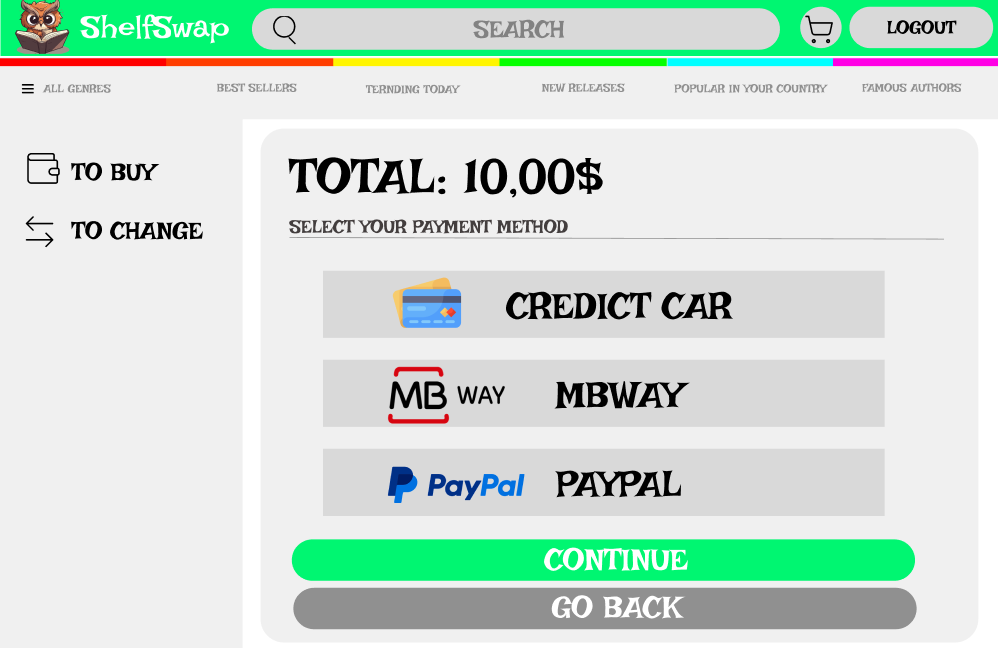 ShelfSwap
SEARCH
LOGOUT
ALL GENRES
BEST SELLERS
TERNDING TODAY
NEW RELEASES
POPULAR IN YOUR COUNTRY
FAMOUS AUTHORS
TO BUY
TO CHANGE
TOTAL: 10,00$
SELECT YOUR PAYMENT METHOD
CREDICT CAR
MB WAY MBWAY
PayPal PAYPAL
CONTINUE
GO BACK